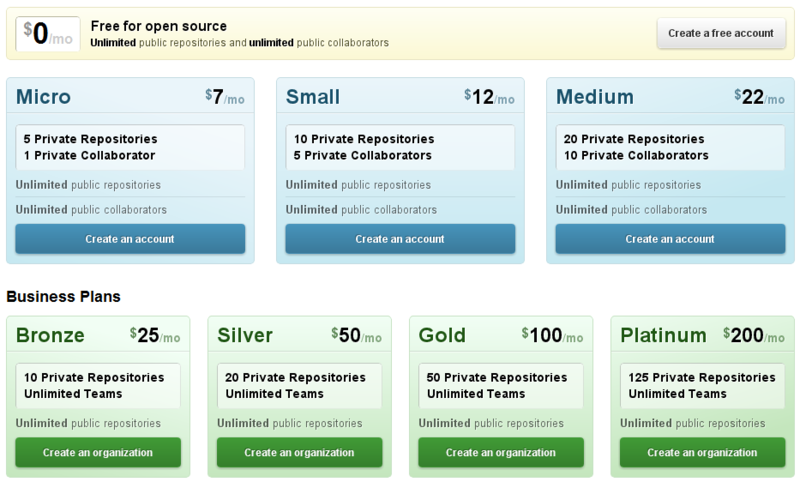 $0/mo
Free for open source
Unlimited public repositories and unlimited public collaborators
Create a free account
Micro $7/mo
5 Private Repositories
1 Private Collaborator
Unlimited public repositories
Unlimited public collaborators
Create an account
Small $12/mo
10 Private Repositories
5 Private Collaborators
Unlimited public repositories
Unlimited public collaborators
Create an account
Medium $22/mo
20 Private Repositories
10 Private Collaborators
Unlimited public repositories
Unlimited public collaborators
Create an account
Business Plans
Bronze $25/mo
10 Private Repositories
Unlimited Teams
Unlimited public repositories
Create an organization
Silver $50/mo
20 Private Repositories
Unlimited Teams
Unlimited public repositories
Create an organization
Gold $100/mo
50 Private Repositories
Unlimited Teams
Unlimited public repositories
Create an organization
Platinum $200/mo
125 Private Repositories
Unlimited Teams
Unlimited public repositories
Create an organization